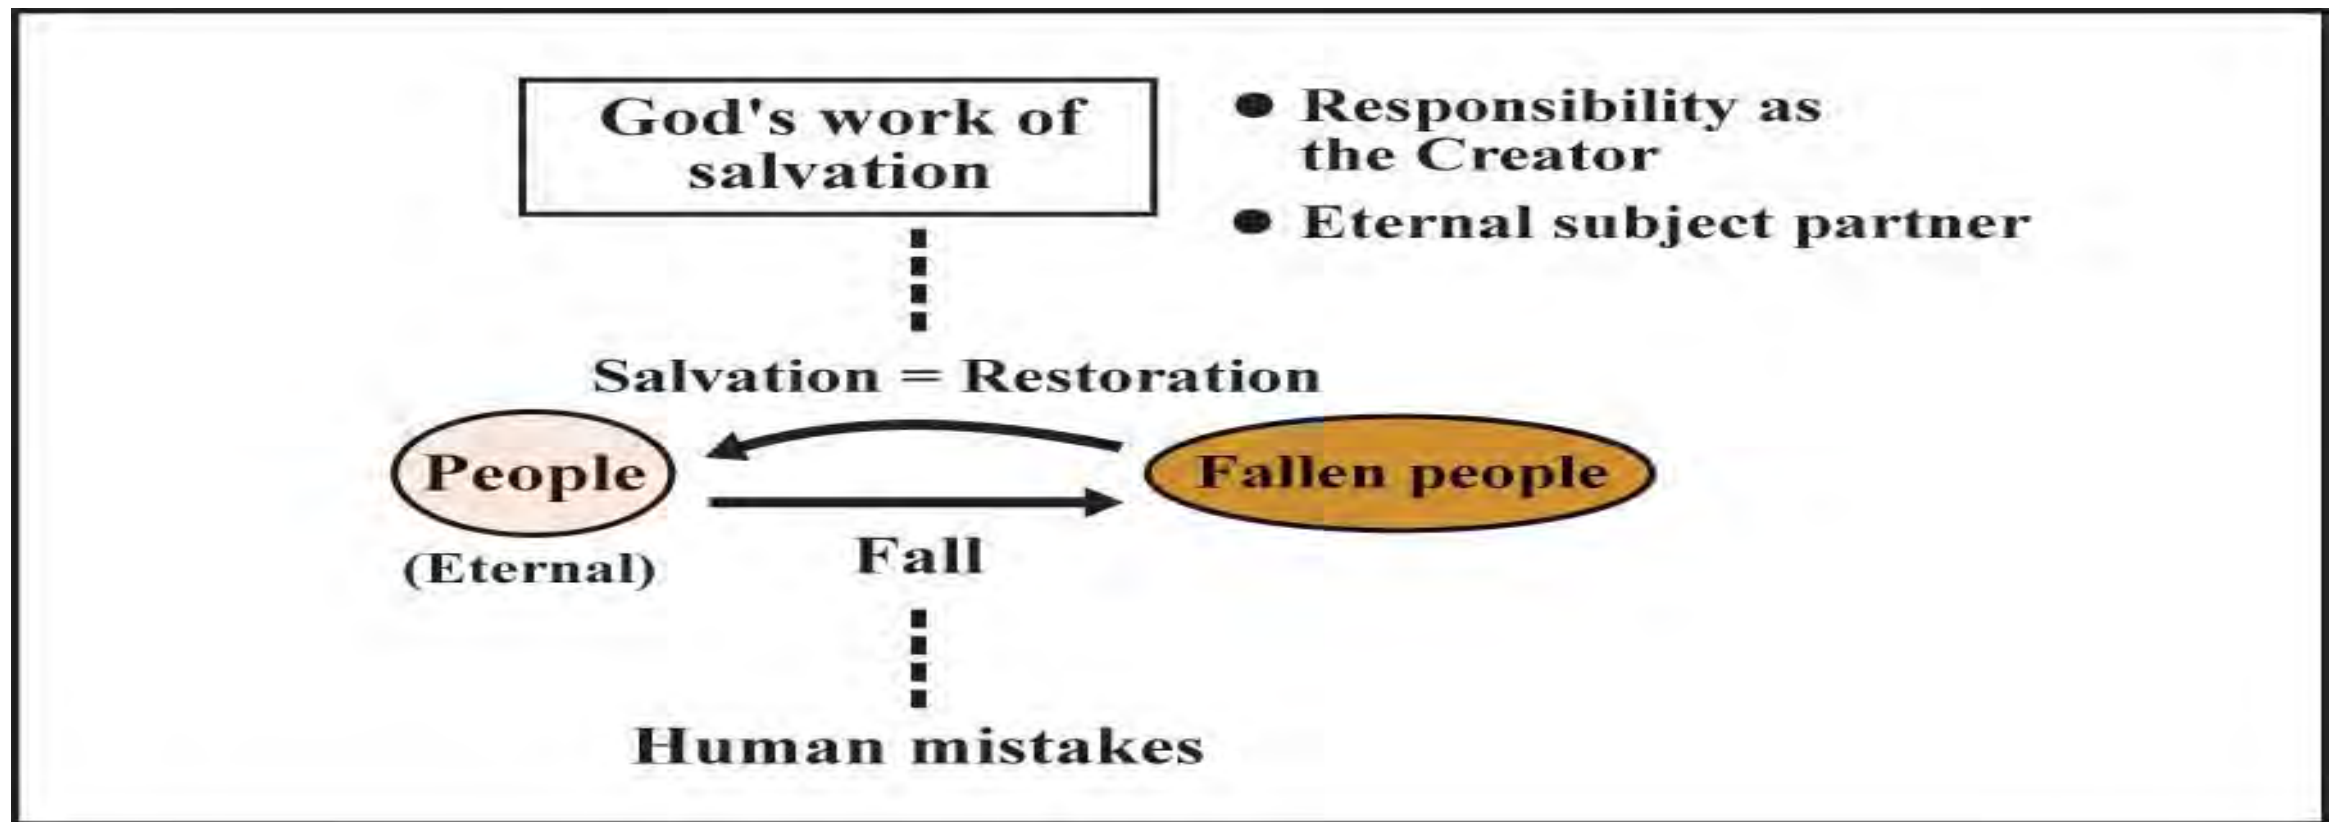 God's work of
salvation
● Responsibility as
the Creator
● Eternal subject partner
Salvation = Restoration
People
Fallen people
(Eternal)
Fall
Human mistakes